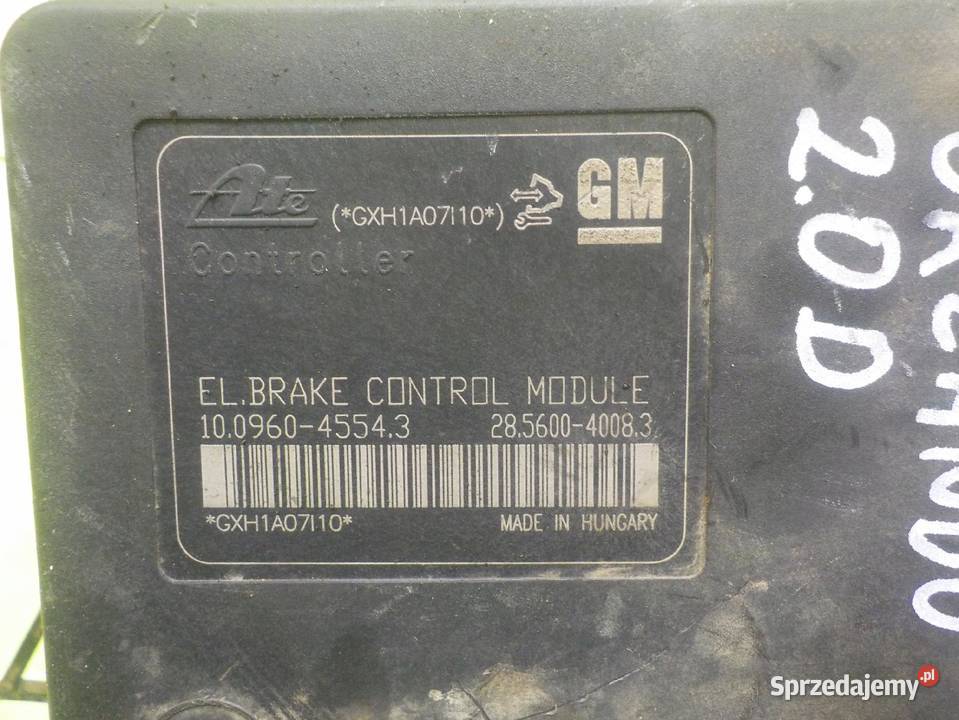 Ate
(*GXH1A07I10*)
GM
Controller
EL.BRAKE CONTROL MODULE
10.0960-4554.3 28.5600-4008.3
*GXH1A07I10*
MADE IN HUNGARY
2.0D
ORLANDO
Sprzedajemy.pl